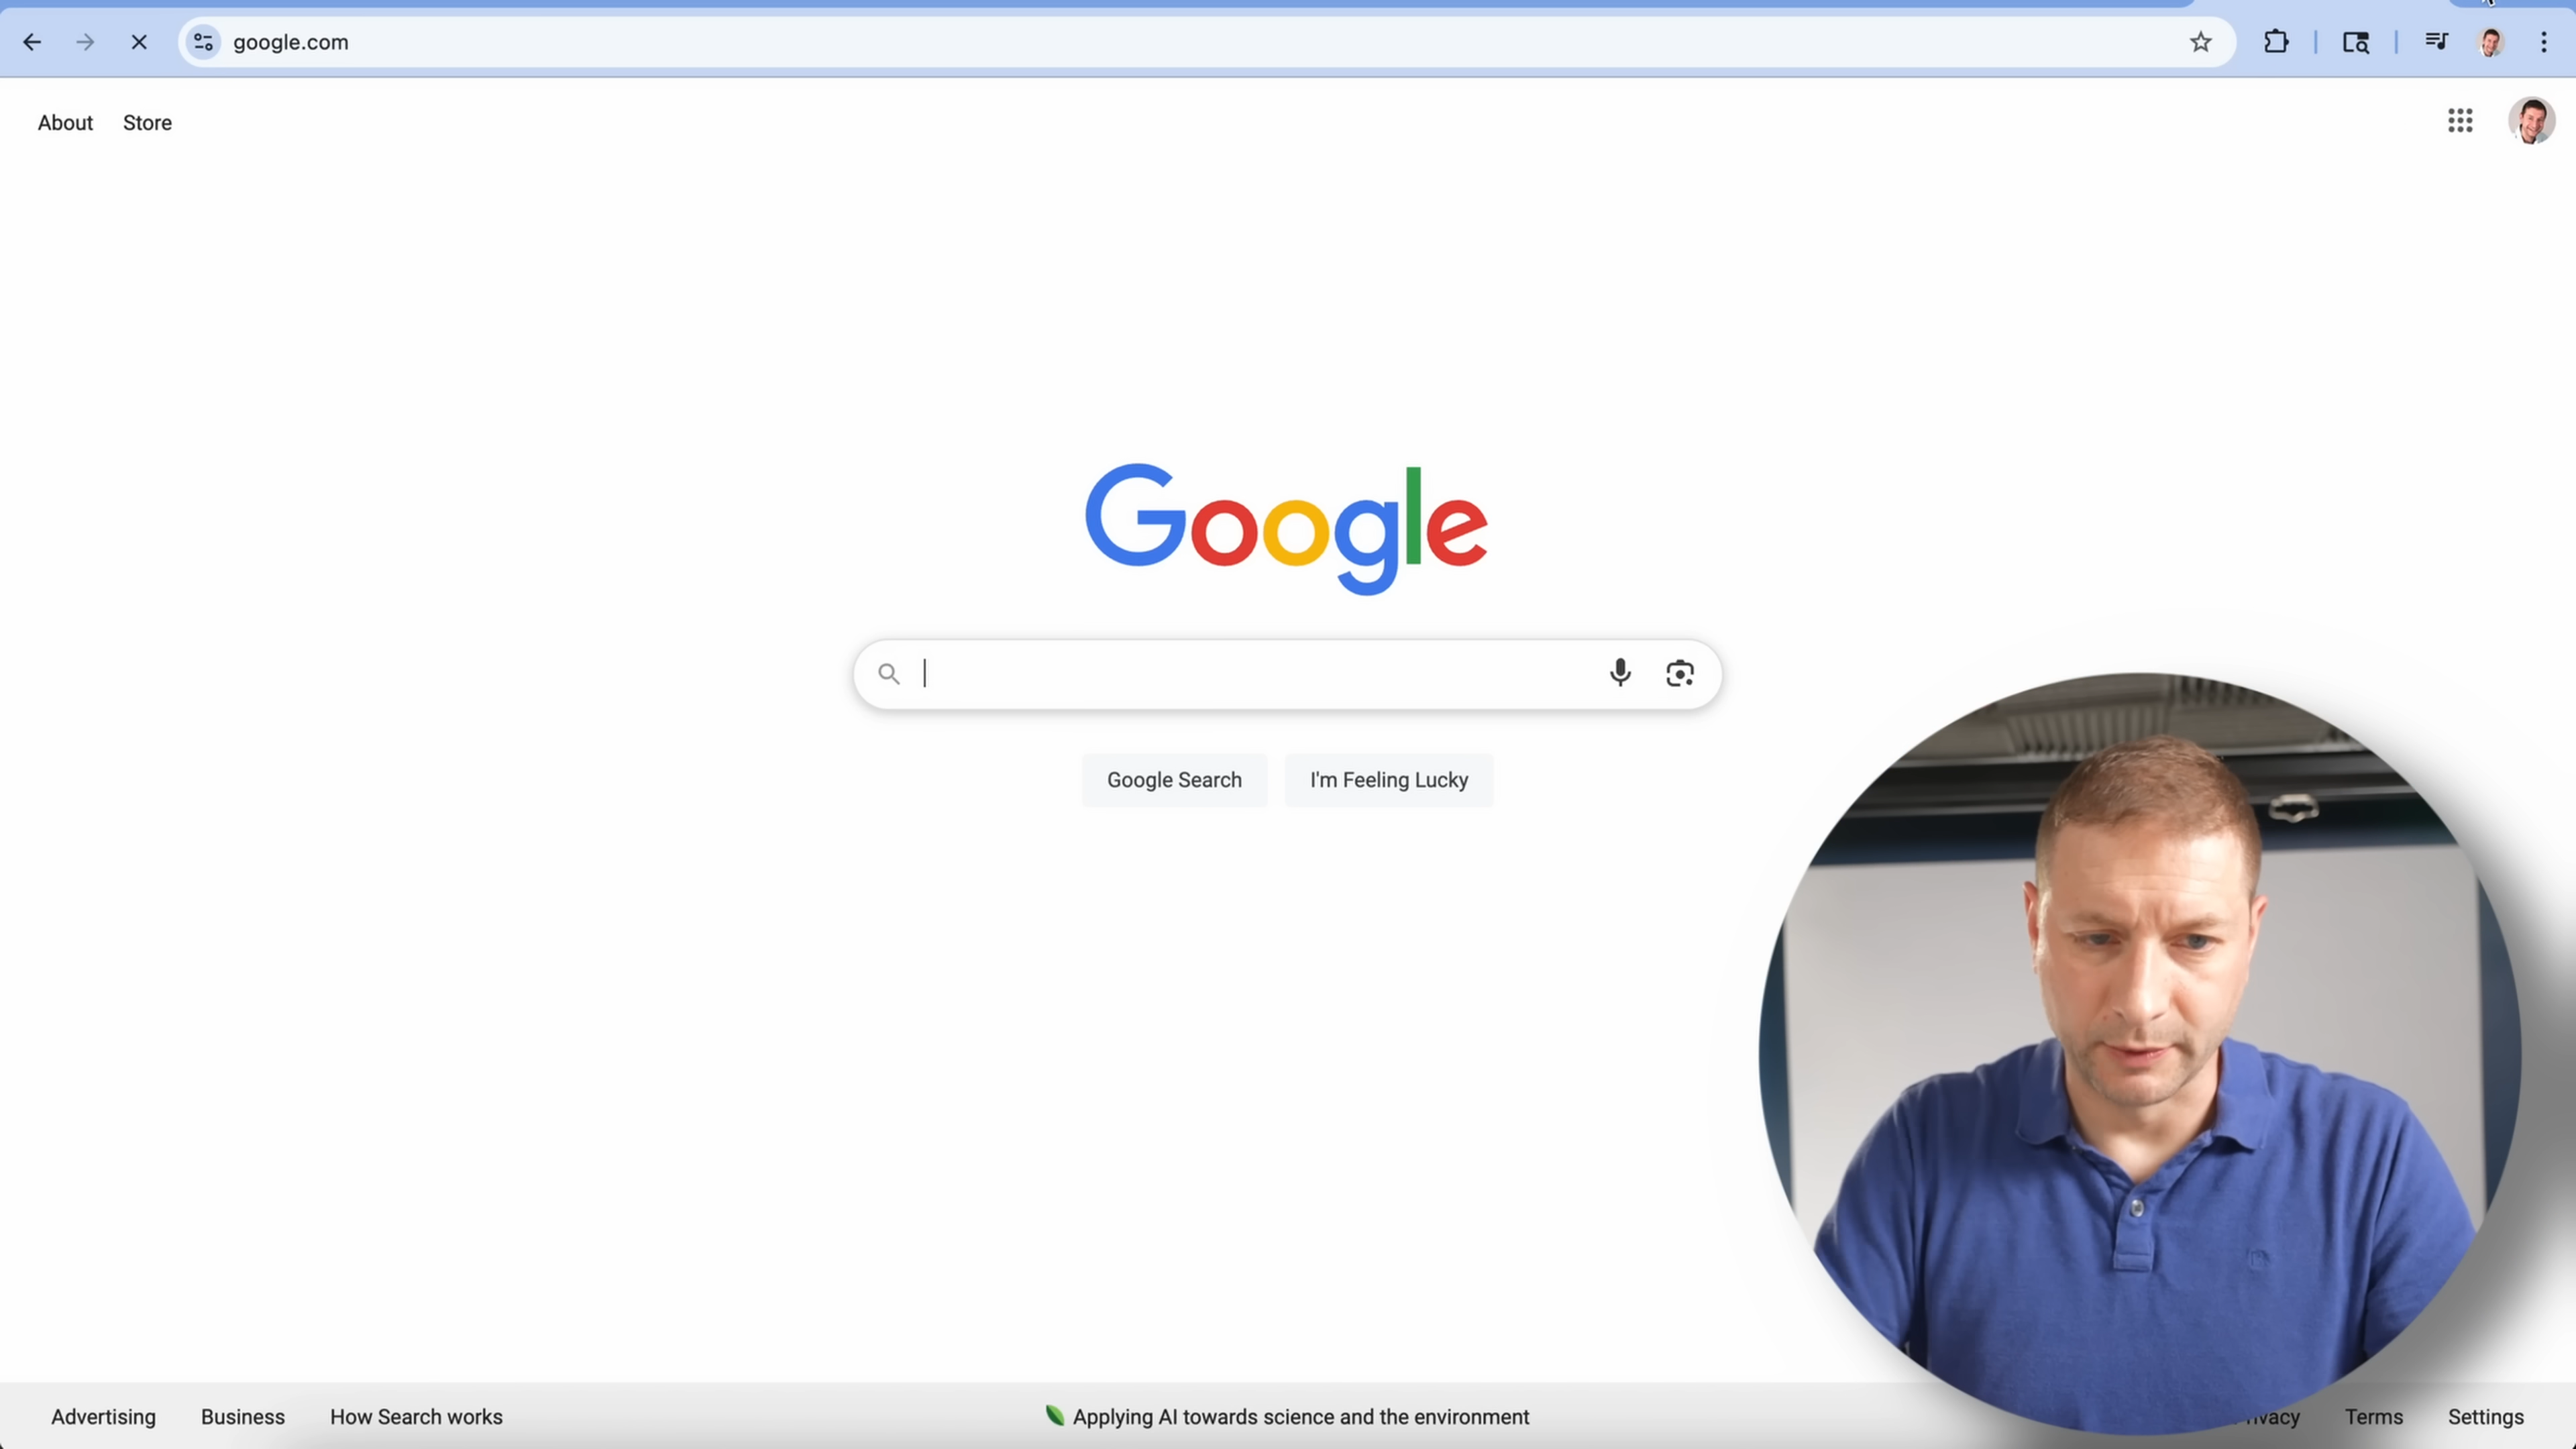 google.com
About Store
Google
Google Search I'm Feeling Lucky
Advertising Business How Search works Applying AI towards science and the environment Terms Settings